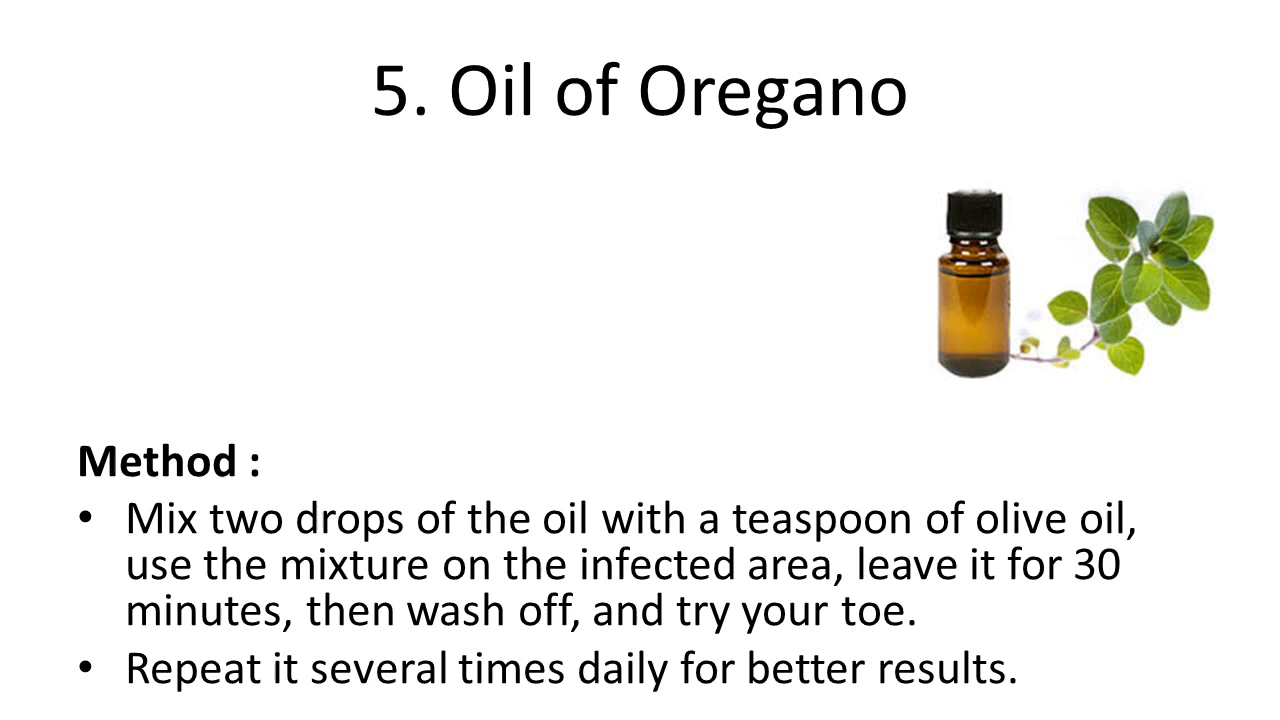 5. Oil of Oregano
Method :
• Mix two drops of the oil with a teaspoon of olive oil,
use the mixture on the infected area, leave it for 30
minutes, then wash off, and try your toe.
• Repeat it several times daily for better results.